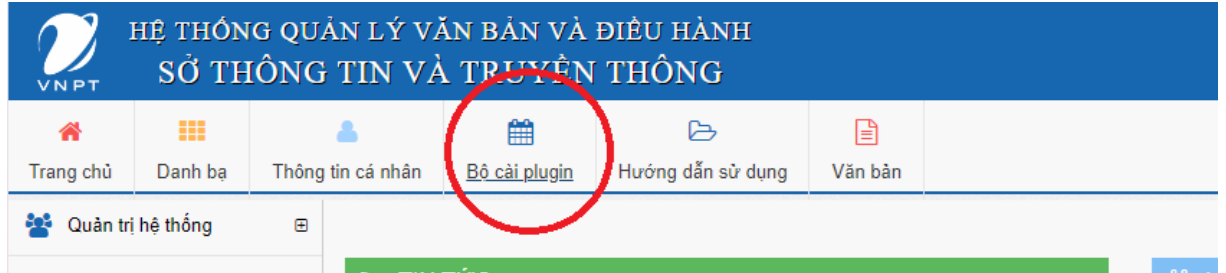 HỆ THỐNG QUẢN LÝ VĂN BẢN VÀ ĐIỀU HÀNH
SỞ THÔNG TIN VÀ TRUYỀN THÔNG
VNPT
Trang chủ Danh bạ Thông tin cá nhân Bộ cài plugin Hướng dẫn sử dụng Văn bản
Quản trị hệ thống